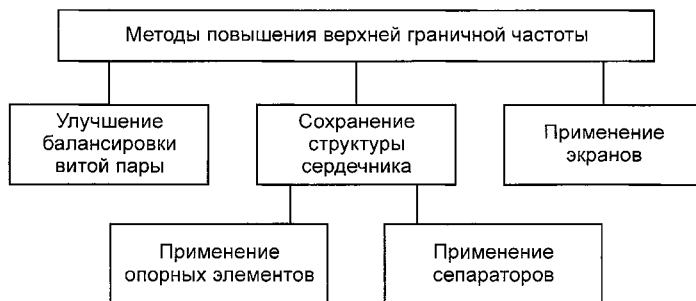 Методы повышения верхней граничной частоты
Улучшение
балансировки
витой пары
Сохранение
структуры
сердечника
Применение
экранов
Применение
опорных элементов
Применение
сепараторов